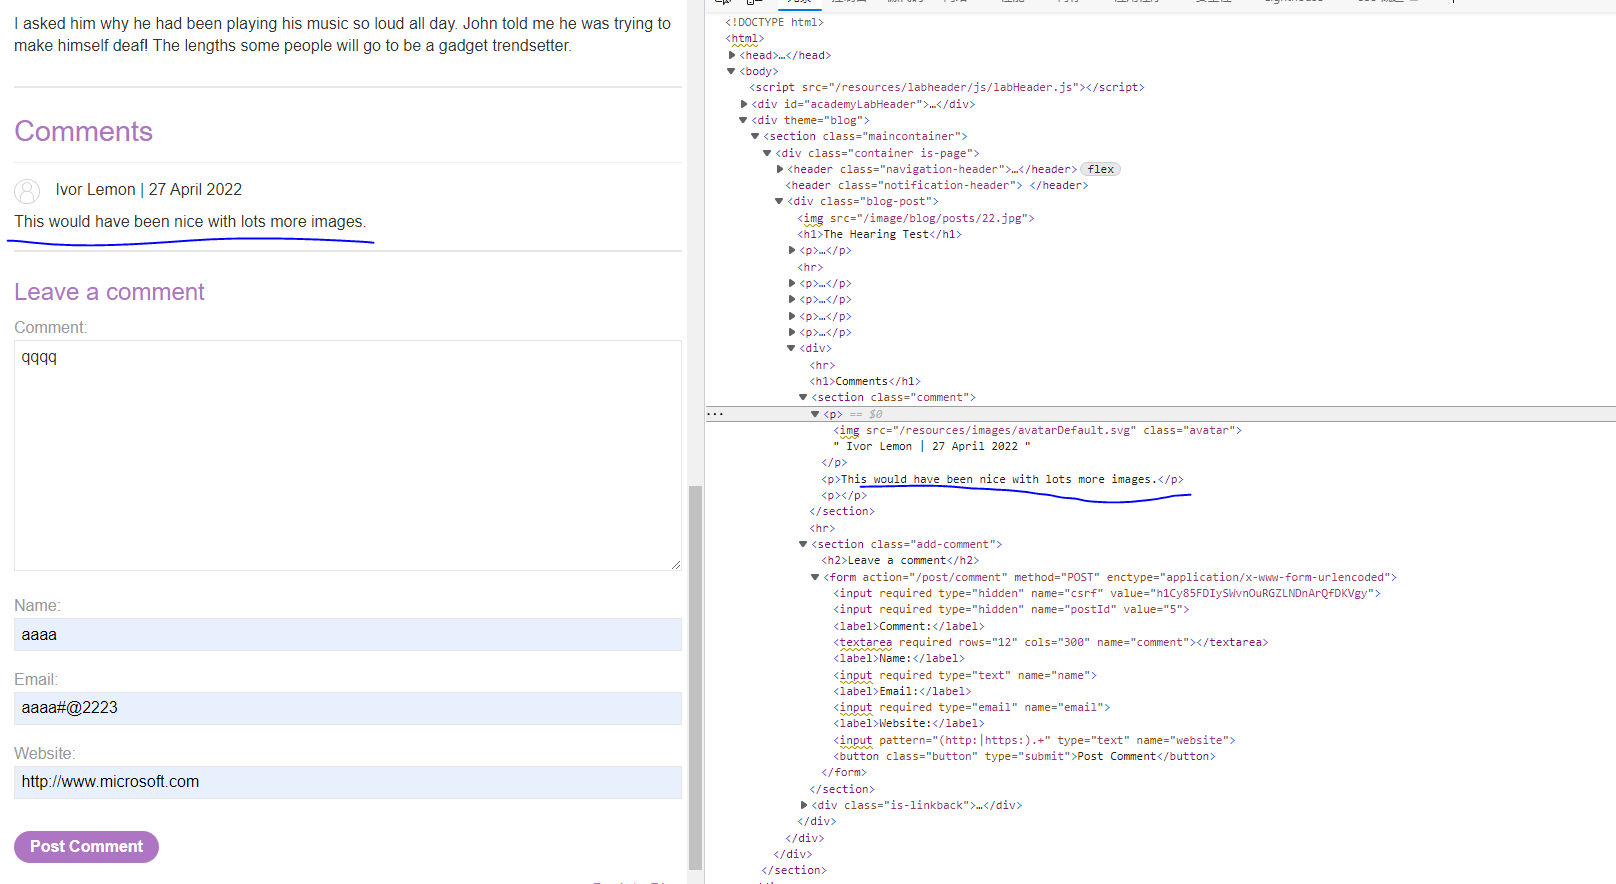 I asked him why he had been playing his music so loud all day. John told me he was trying to
make himself deaf! The lengths some people will go to be a gadget trendsetter.
Comments
Ivor Lemon | 27 April 2022
This would have been nice with lots more images.
Leave a comment
Comment:
qqqq
Name:
aaaa
Email:
aaaa#@2223
Website:
http://www.microsoft.com
Post Comment
<!DOCTYPE html>
<html>
<head>…</head>
<body>
<script src="/resources/labheader/js/labHeader.js"></script>
<div id="academyLabHeader">…</div>
<div theme="blog">
<section class="maincontainer">
<div class="container is-page">
<header class="navigation-header">…</header> flex
<header class="notification-header"> </header>
<div class="blog-post">
<img src="/image/blog/posts/22.jpg">
<h1>The Hearing Test</h1>
<p>…</p>
<hr>
<p>…</p>
<p>…</p>
<p>…</p>
<p>…</p>
<div>
<hr>
<h1>Comments</h1>
<section class="comment">
<p> == $0
<img src="/resources/images/avatarDefault.svg" class="avatar">
" Ivor Lemon | 27 April 2022 "
</p>
<p>This would have been nice with lots more images.</p>
<p></p>
</section>
<hr>
<section class="add-comment">
<h2>Leave a comment</h2>
<form action="/post/comment" method="POST" enctype="application/x-www-form-urlencoded">
<input required type="hidden" name="csrf" value="h1Cy85FDIySWvnOuRGZLNDnArQfDKVgy">
<input required type="hidden" name="postId" value="5">
<label>Comment:</label>
<textarea required rows="12" cols="300" name="comment"></textarea>
<label>Name:</label>
<input required type="text" name="name">
<label>Email:</label>
<input required type="email" name="email">
<label>Website:</label>
<input pattern="(http:|https:).+" type="text" name="website">
<button class="button" type="submit">Post Comment</button>
</form>
</section>
<div class="is-linkback">…</div>
</div>
</div>
</div>
</section>